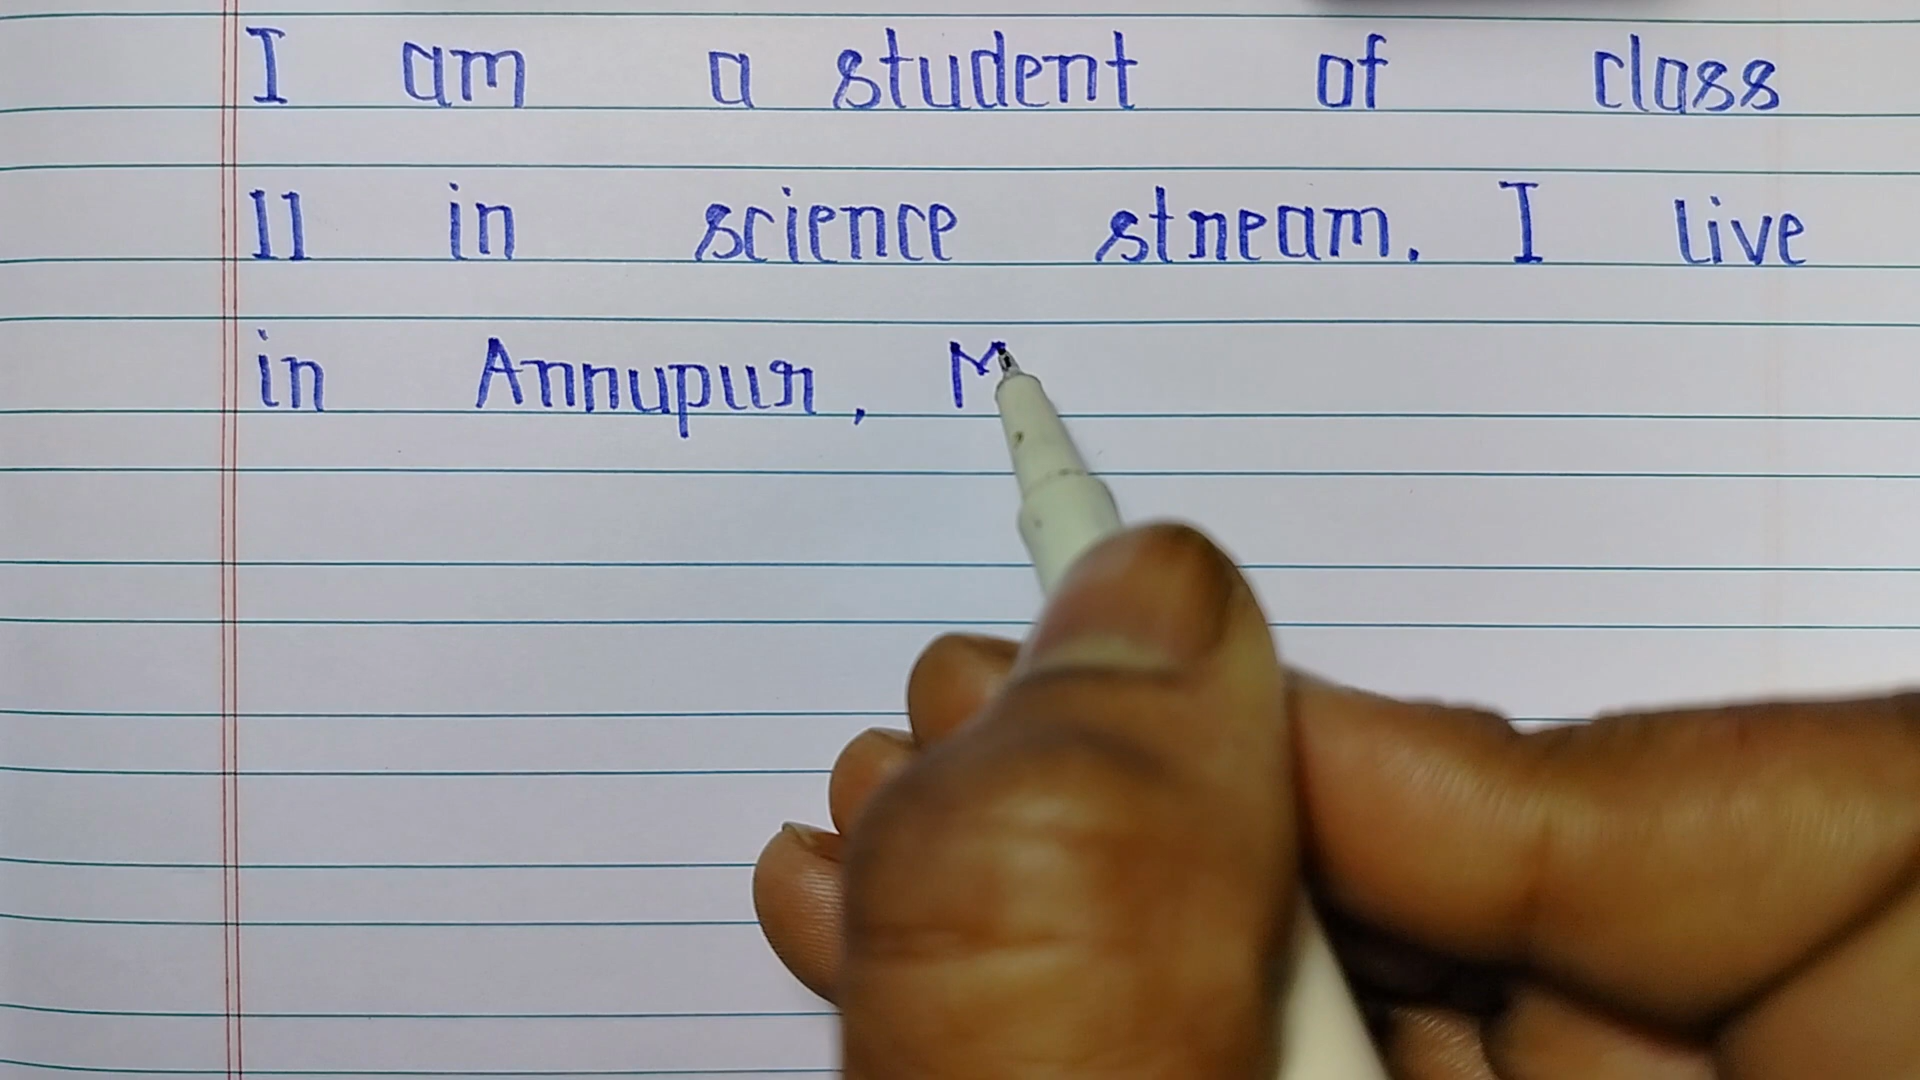 I am a student of class
11 in science stream. I live
in Annupur, M